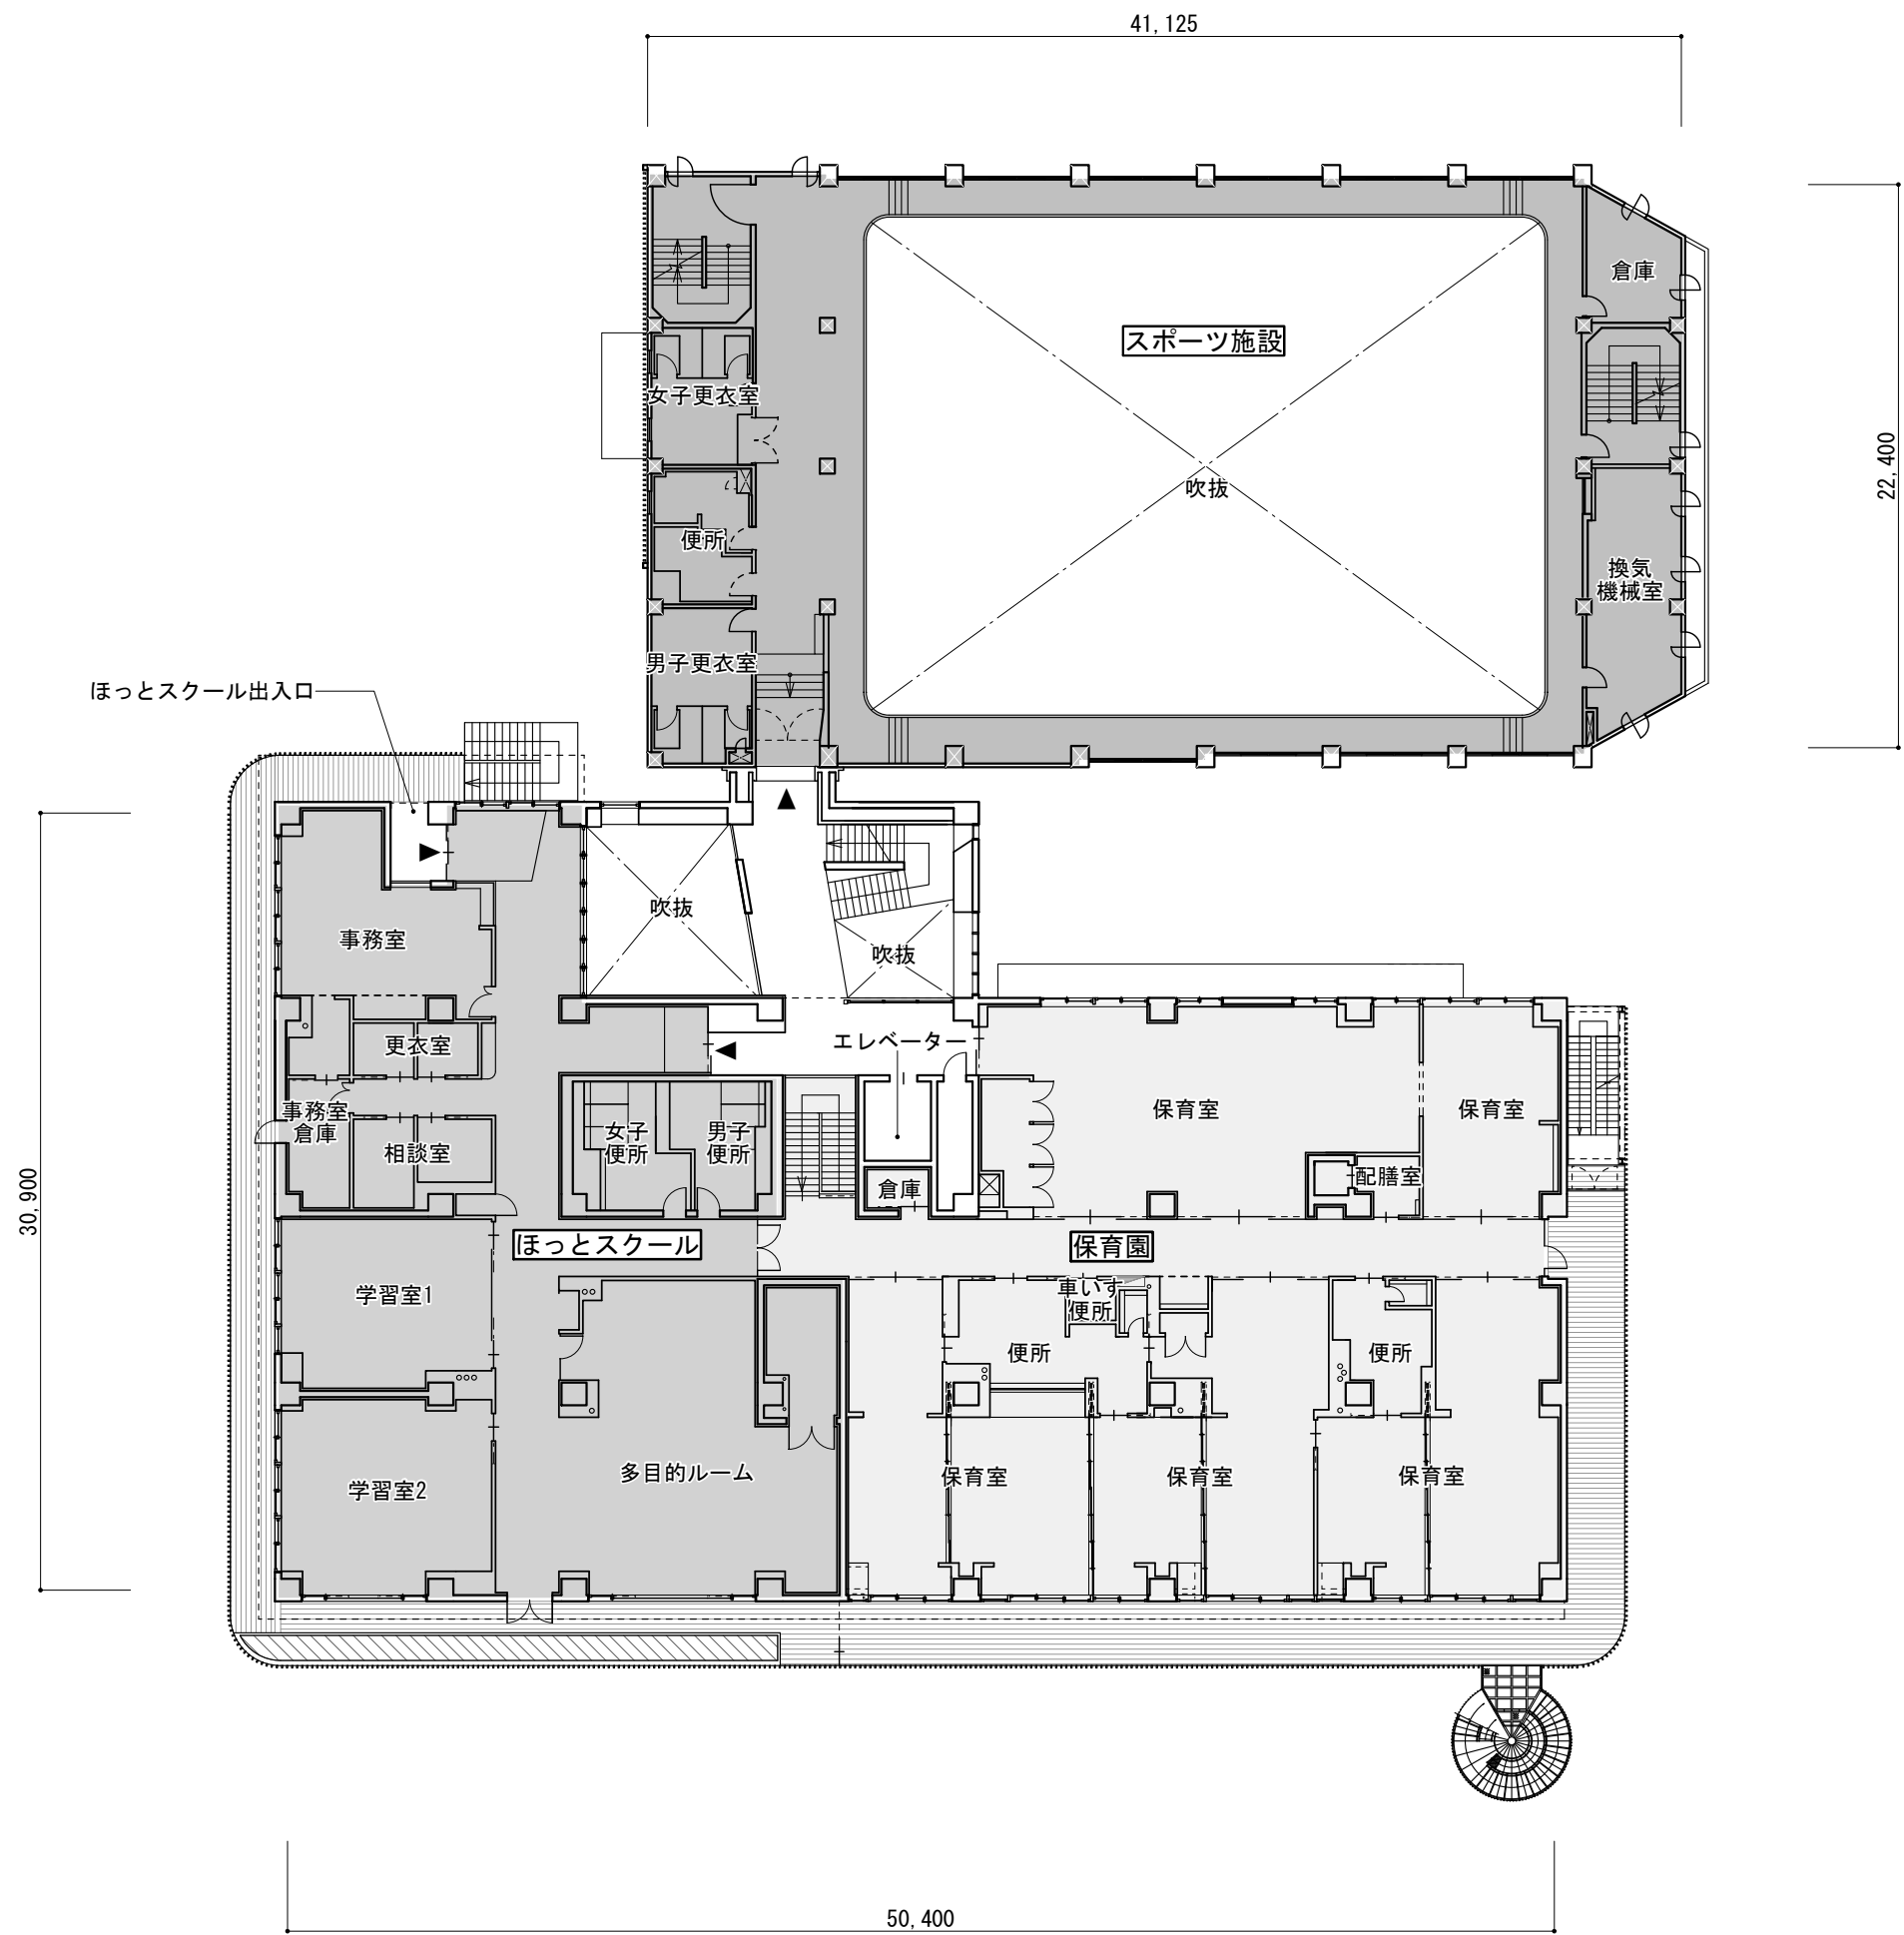 41,125
倉庫
スポーツ施設
女子更衣室
吹抜
22,400
便所
換気
機械室
男子更衣室
ほっとスクール出入口
吹抜
事務室
吹抜
エレベーター
更衣室
保育室
保育室
事務室
倉庫
女子
便所
男子
便所
相談室
配膳室
倉庫
30,900
ほっとスクール
保育園
学習室1
車いす
便所
便所
便所
多目的ルーム
保育室
保育室
保育室
学習室2
50,400